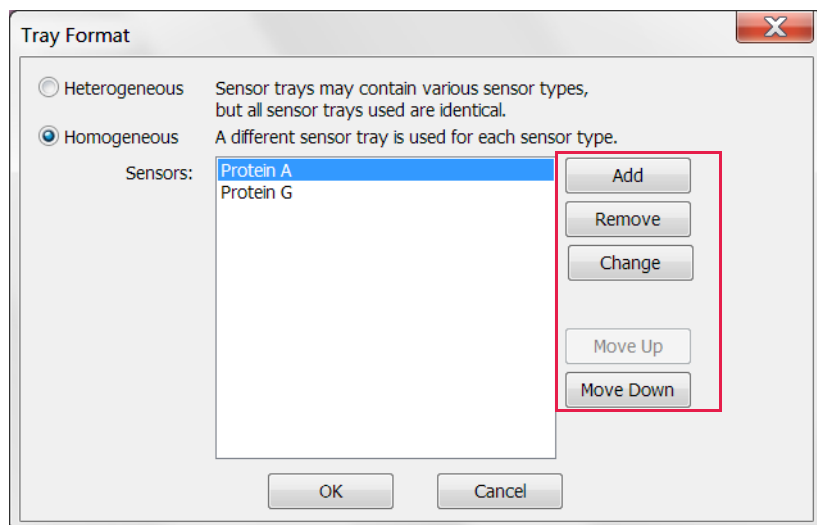 Tray Format
Heterogeneous
Sensor trays may contain various sensor types,
but all sensor trays used are identical.
Homogeneous
A different sensor tray is used for each sensor type.
Sensors:
Protein A
Protein G
Add
Remove
Change
Move Up
Move Down
OK
Cancel